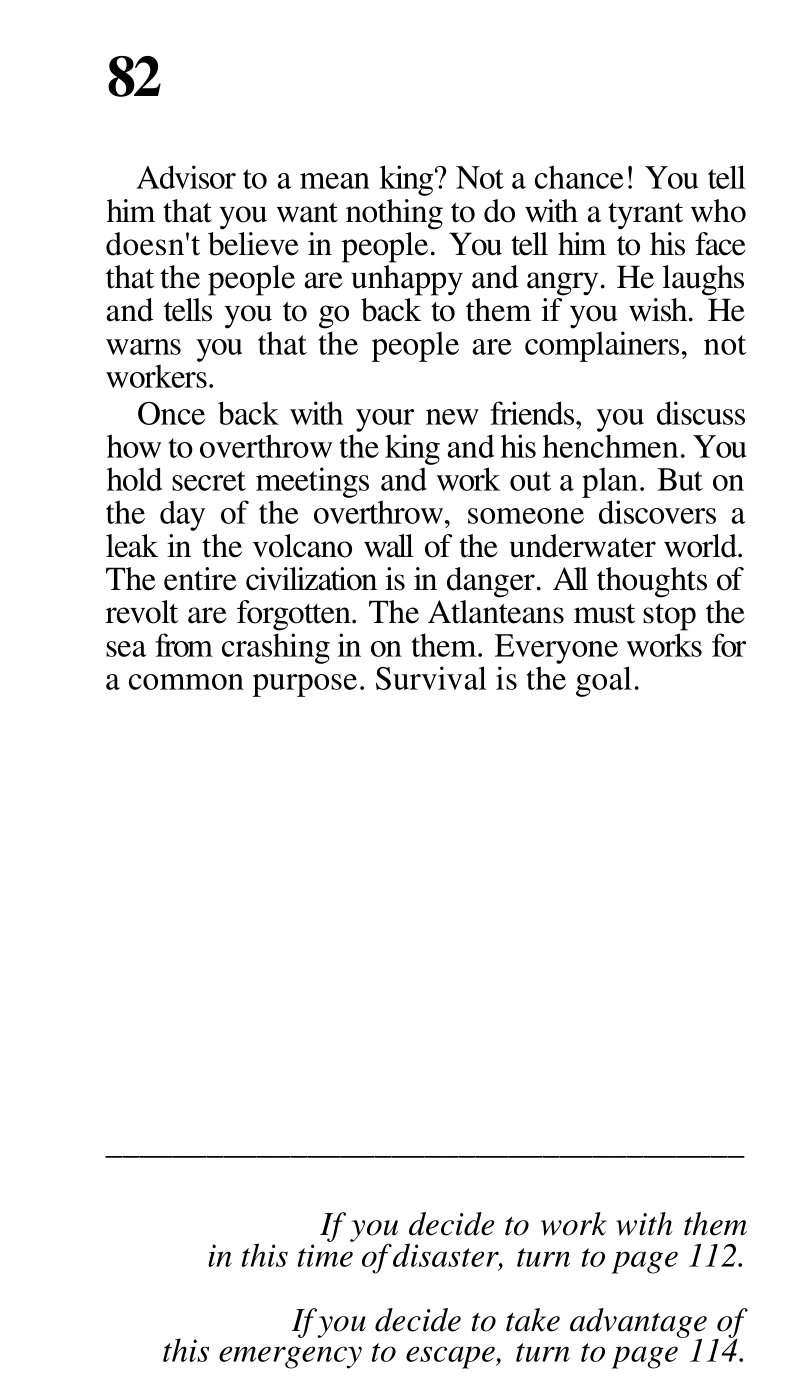 82
Advisor to a mean king? Not a chance! You tell
him that you want nothing to do with a tyrant who
doesn't believe in people. You tell him to his face
that the people are unhappy and angry. He laughs
and tells you to go back to them if you wish. He
warns you that the people are complainers, not
workers.
Once back with your new friends, you discuss
how to overthrow the king and his henchmen. You
hold secret meetings and work out a plan. But on
the day of the overthrow, someone discovers a
leak in the volcano wall of the underwater world.
The entire civilization is in danger. All thoughts of
revolt are forgotten. The Atlanteans must stop the
sea from crashing in on them. Everyone works for
a common purpose. Survival is the goal.
If you decide to work with them
in this time of disaster, turn to page 112.
If you decide to take advantage of
this emergency to escape, turn to page 114.